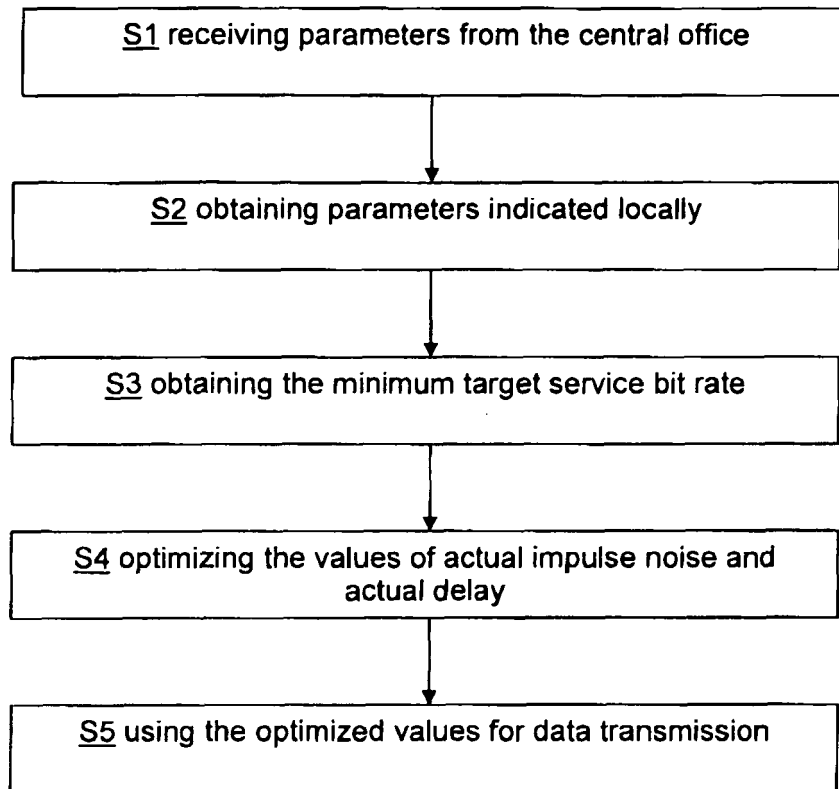 S1 receiving parameters from the central office
S2 obtaining parameters indicated locally
S3 obtaining the minimum target service bit rate
S4 optimizing the values of actual impulse noise and
actual delay
S5 using the optimized values for data transmission